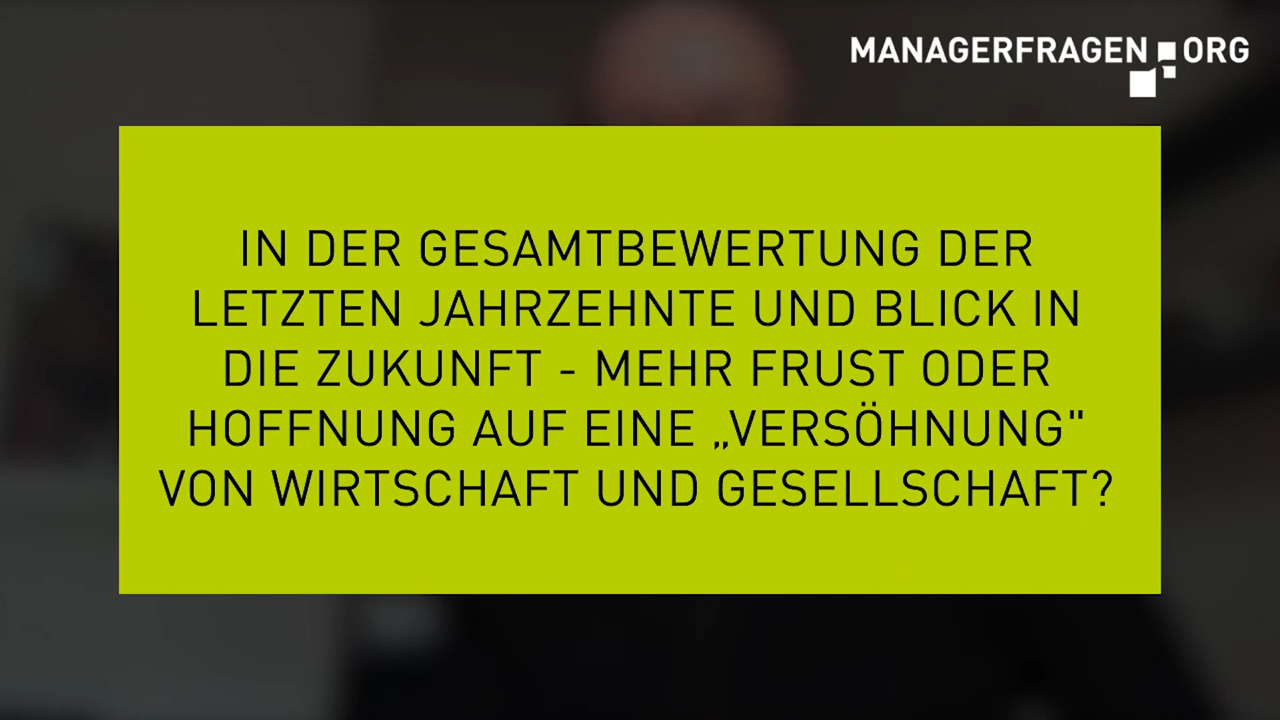 MANAGERFRAGEN.ORG
IN DER GESAMTBEWERTUNG DER
LETZTEN JAHRZEHNTE UND BLICK IN
DIE ZUKUNFT - MEHR FRUST ODER
HOFFNUNG AUF EINE „VERSÖHNUNG"
VON WIRTSCHAFT UND GESELLSCHAFT?